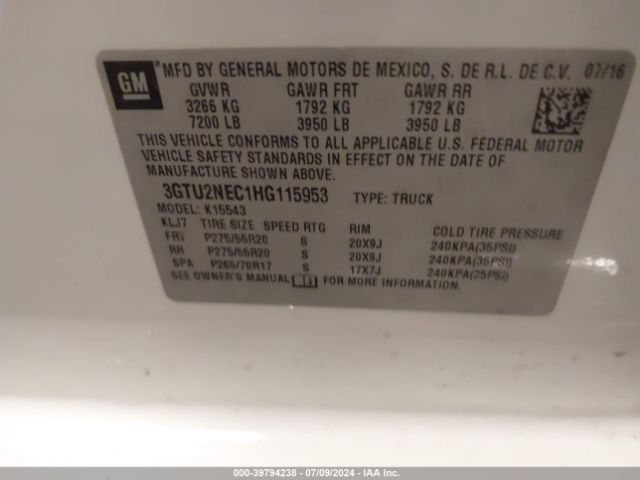 GM
MFD BY GENERAL MOTORS DE MEXICO, S. DE R.L. DE C.V. 07/16
GVWR GAWR FRT GAWR RR
3266 KG 1792 KG 1792 KG
7200 LB 3950 LB 3950 LB
THIS VEHICLE CONFORMS TO ALL APPLICABLE U.S. FEDERAL MOTOR
VEHICLE SAFETY STANDARDS IN EFFECT ON THE DATE OF
MANUFACTURE SHOWN ABOVE.
3GTU2NEC1HG115953 TYPE: TRUCK
MODEL: K15543
KLJ7 TIRE SIZE SPEED RTG RIM COLD TIRE PRESSURE
FRT P275/55R20 S 20X9J 240KPA(35PSI)
RR P275/55R20 S 20X9J 240KPA(35PSI)
SPA P265/70R17 S 17X7J 240KPA(35PSI)
SEE OWNER'S MANUAL FOR MORE INFORMATION.
000-39794238 - 07/09/2024 - IAA, Inc.